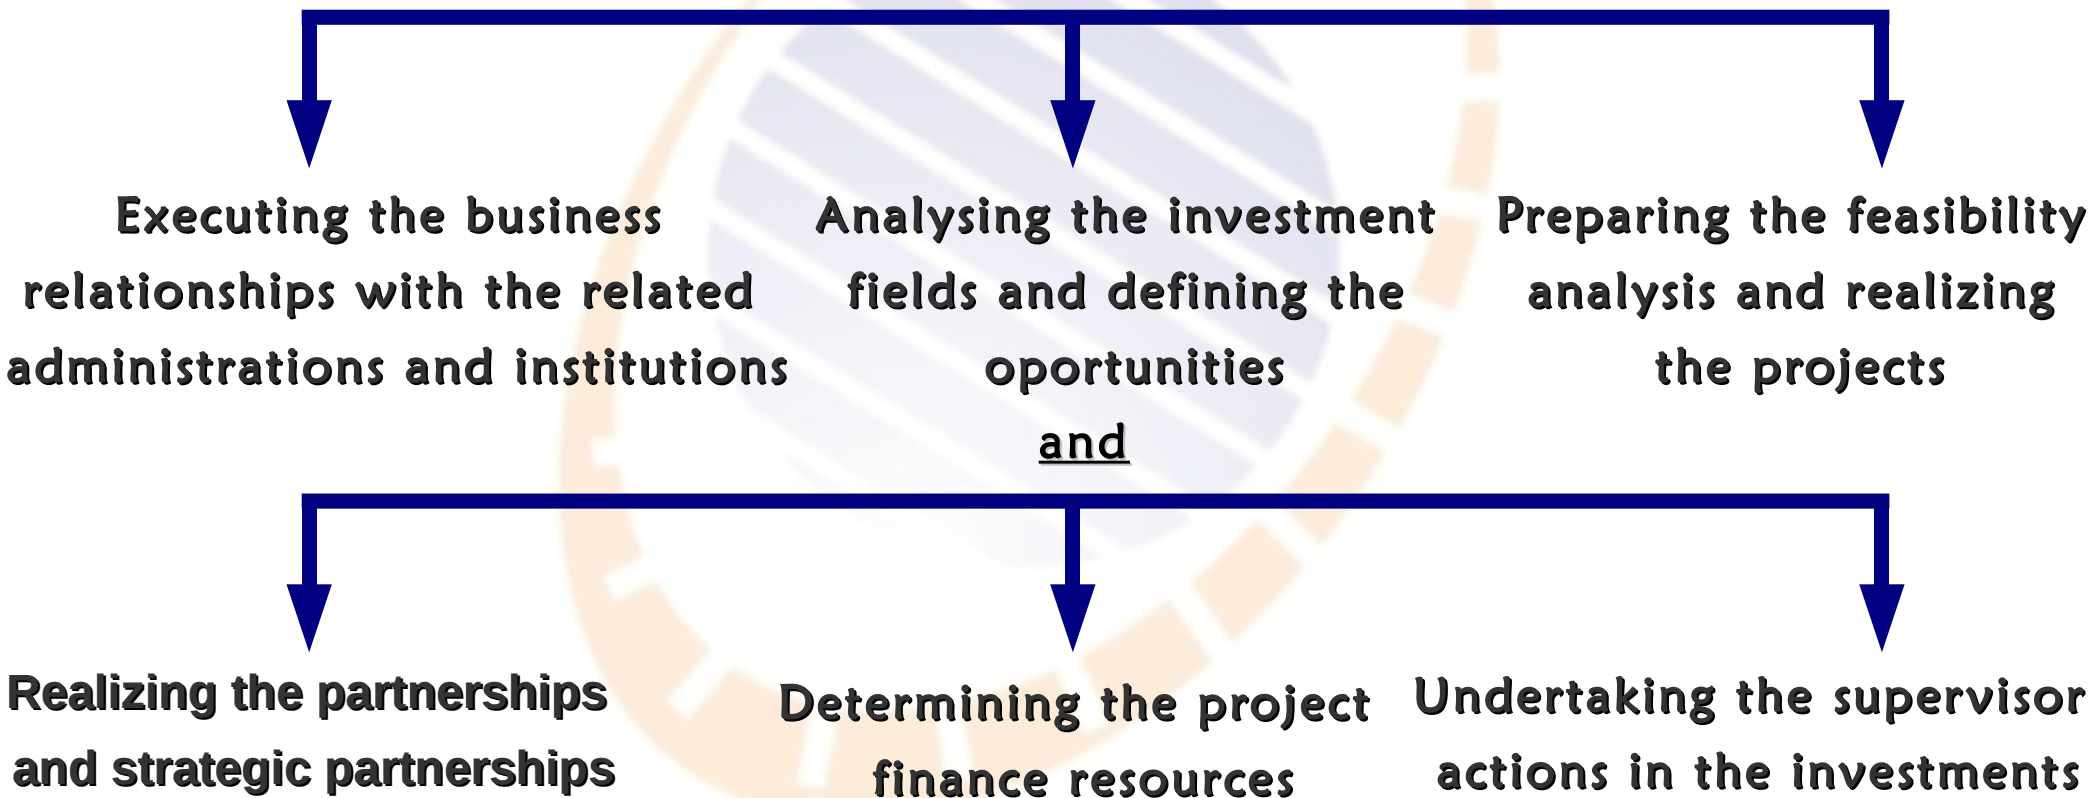 Executing the business
relationships with the related
administrations and institutions
Analysing the investment
fields and defining the
oportunities
Preparing the feasibility
analysis and realizing
the projects
and
Realizing the partnerships
and strategic partnerships
Determining the project
finance resources
Undertaking the supervisor
actions in the investments